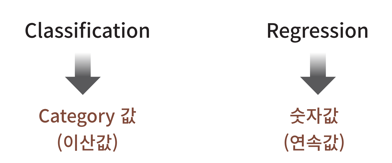 Classification
Regression
Category 값
(이산값)
숫자값
(연속값)